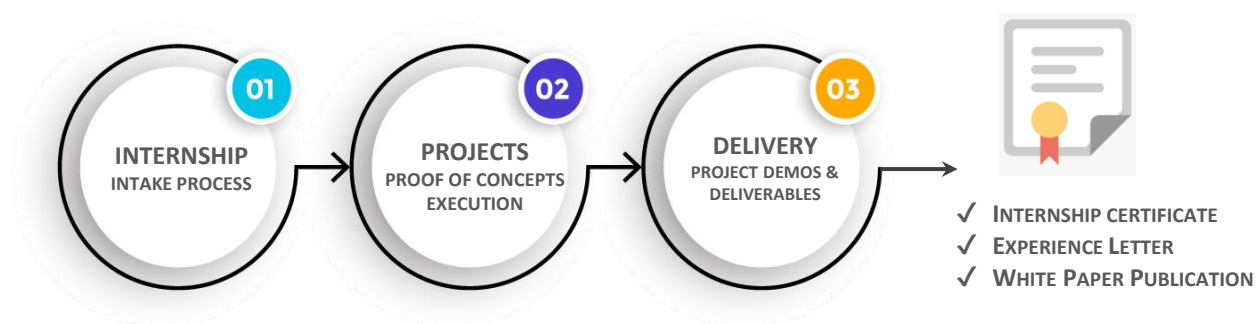 01
INTERNSHIP
INTAKE PROCESS
02
PROJECTS
PROOF OF CONCEPTS
EXECUTION
03
DELIVERY
PROJECT DEMOS &
DELIVERABLES
✓ INTERNSHIP CERTIFICATE
✓ EXPERIENCE LETTER
✓ WHITE PAPER PUBLICATION